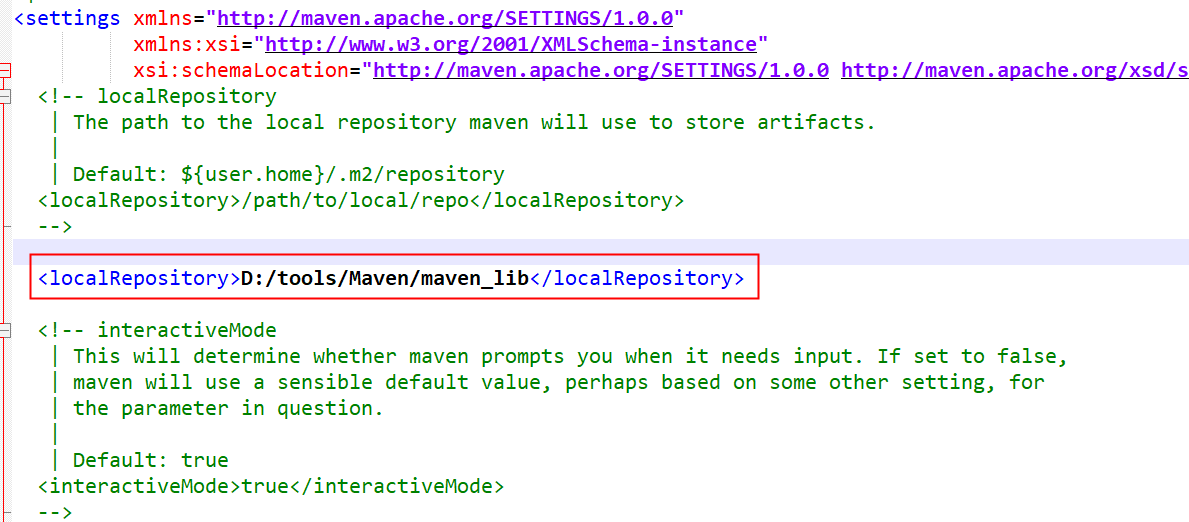 <settings xmlns="http://maven.apache.org/SETTINGS/1.0.0"
xmlns:xsi="http://www.w3.org/2001/XMLSchema-instance"
xsi:schemaLocation="http://maven.apache.org/SETTINGS/1.0.0 http://maven.apache.org/xsd/s
<!-- localRepository
| The path to the local repository maven will use to store artifacts.
|
| Default: ${user.home}/.m2/repository
<localRepository>/path/to/local/repo</localRepository>
-->
<localRepository>D:/tools/Maven/maven_lib</localRepository>
<!-- interactiveMode
| This will determine whether maven prompts you when it needs input. If set to false,
| maven will use a sensible default value, perhaps based on some other setting, for
| the parameter in question.
|
| Default: true
<interactiveMode>true</interactiveMode>
-->